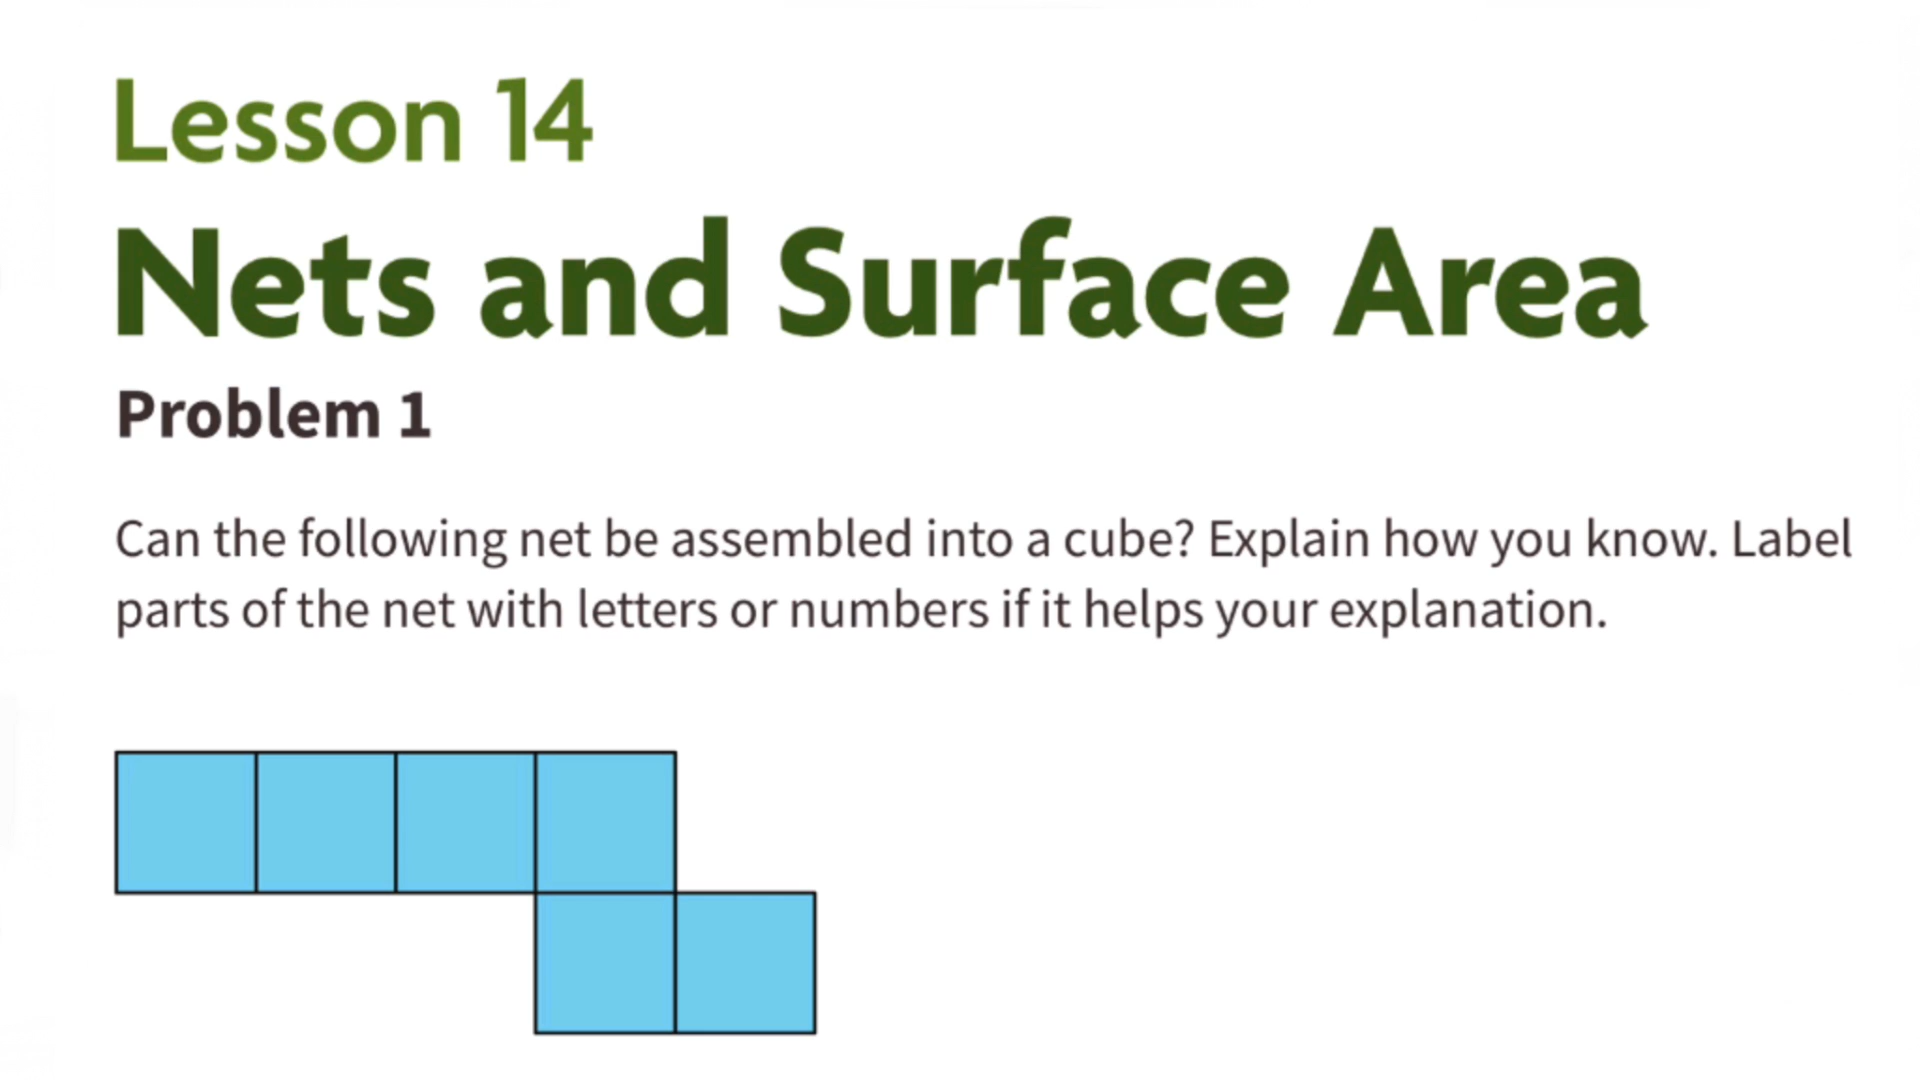 Lesson 14
Nets and Surface Area
Problem 1
Can the following net be assembled into a cube? Explain how you know. Label
parts of the net with letters or numbers if it helps your explanation.